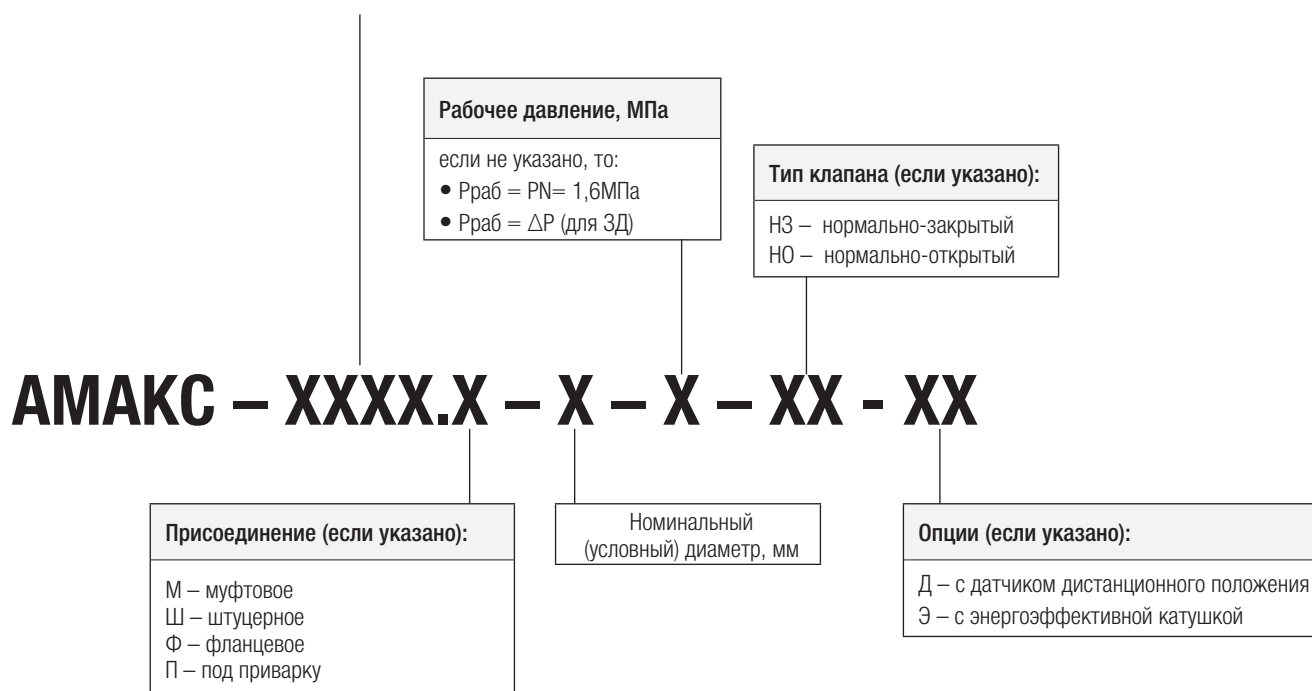 Рабочее давление, МПа
если не указано, то:
• Рраб = PN= 1,6МПа
• Рраб = △P (для ЗД)
Тип клапана (если указано):
НЗ – нормально-закрытый
НО – нормально-открытый
АМАКС – ХХХХ.Х – Х – Х – ХХ - ХХ
Присоединение (если указано):
М – муфтовое
Ш – штуцерное
Ф – фланцевое
П – под приварку
Номинальный
(условный) диаметр, мм
Опции (если указано):
Д – с датчиком дистанционного положения
Э – с энергоэффективной катушкой